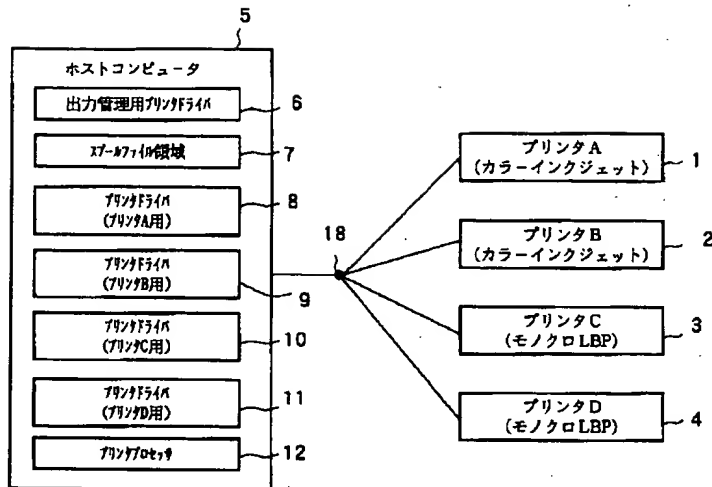 5
ホストコンピュータ
出力管理用プリンタドライバ
6
スプールファイル領域
7
プリンタドライバ
(プリンタA用)
8
プリンタドライバ
(プリンタB用)
9
プリンタドライバ
(プリンタC用)
10
プリンタドライバ
(プリンタD用)
11
プリンタプロセッサ
12
18
プリンタA
(カラーインクジェット)
1
プリンタB
(カラーインクジェット)
2
プリンタC
(モノクロLBP)
3
プリンタD
(モノクロLBP)
4